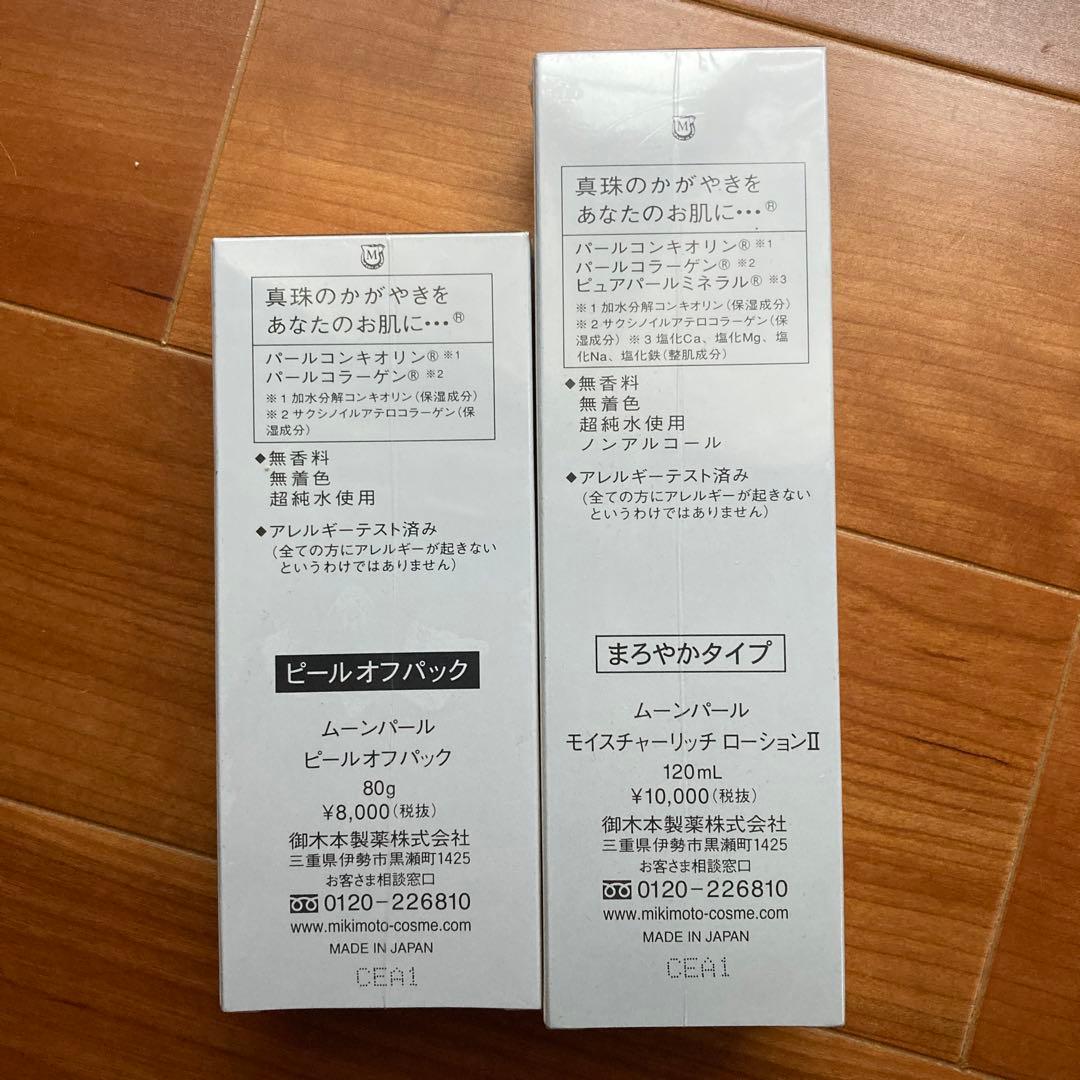 M
真珠のかがやきを
あなたのお肌に…®
パールコンキオリン®※1
パールコラーゲン®※2
※1加水分解コンキオリン(保湿成分)
※2サクシノイルアテロコラーゲン(保
湿成分)
◆無香料
無着色
超純水使用
◆アレルギーテスト済み
(全ての方にアレルギーが起きない
というわけではありません)
ピールオフパック
ムーンパール
ピールオフパック
80g
¥8,000(税抜)
御木本製薬株式会社
三重県伊勢市黒瀬町1425
お客さま相談窓口
0120-226810
www.mikimoto-cosme.com
MADE IN JAPAN
CEA1
M
真珠のかがやきを
あなたのお肌に…®
パールコンキオリン®※1
パールコラーゲン®※2
ピュアパールミネラル®※3
※1加水分解コンキオリン(保湿成分)
※2サクシノイルアテロコラーゲン(保
湿成分) ※3塩化Ca、塩化Mg、塩
化Na、塩化鉄(整肌成分)
◆無香料
無着色
超純水使用
ノンアルコール
◆アレルギーテスト済み
(全ての方にアレルギーが起きない
というわけではありません)
まろやかタイプ
ムーンパール
モイスチャーリッチ ローションⅡ
120mL
¥10,000(税抜)
御木本製薬株式会社
三重県伊勢市黒瀬町1425
お客さま相談窓口
0120-226810
www.mikimoto-cosme.com
MADE IN JAPAN
CEA1